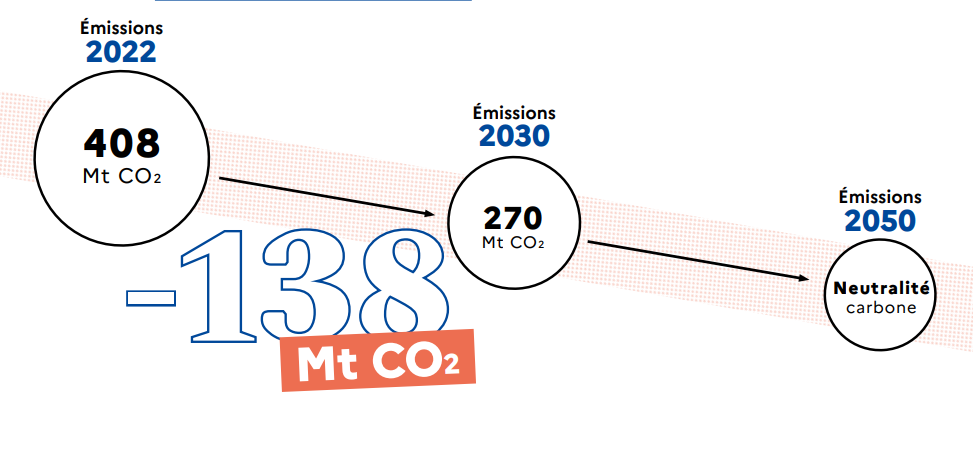 Émissions
2022
408
Mt CO₂
Émissions
2030
270
Mt CO₂
Émissions
2050
Neutralité
carbone
-138
Mt CO₂